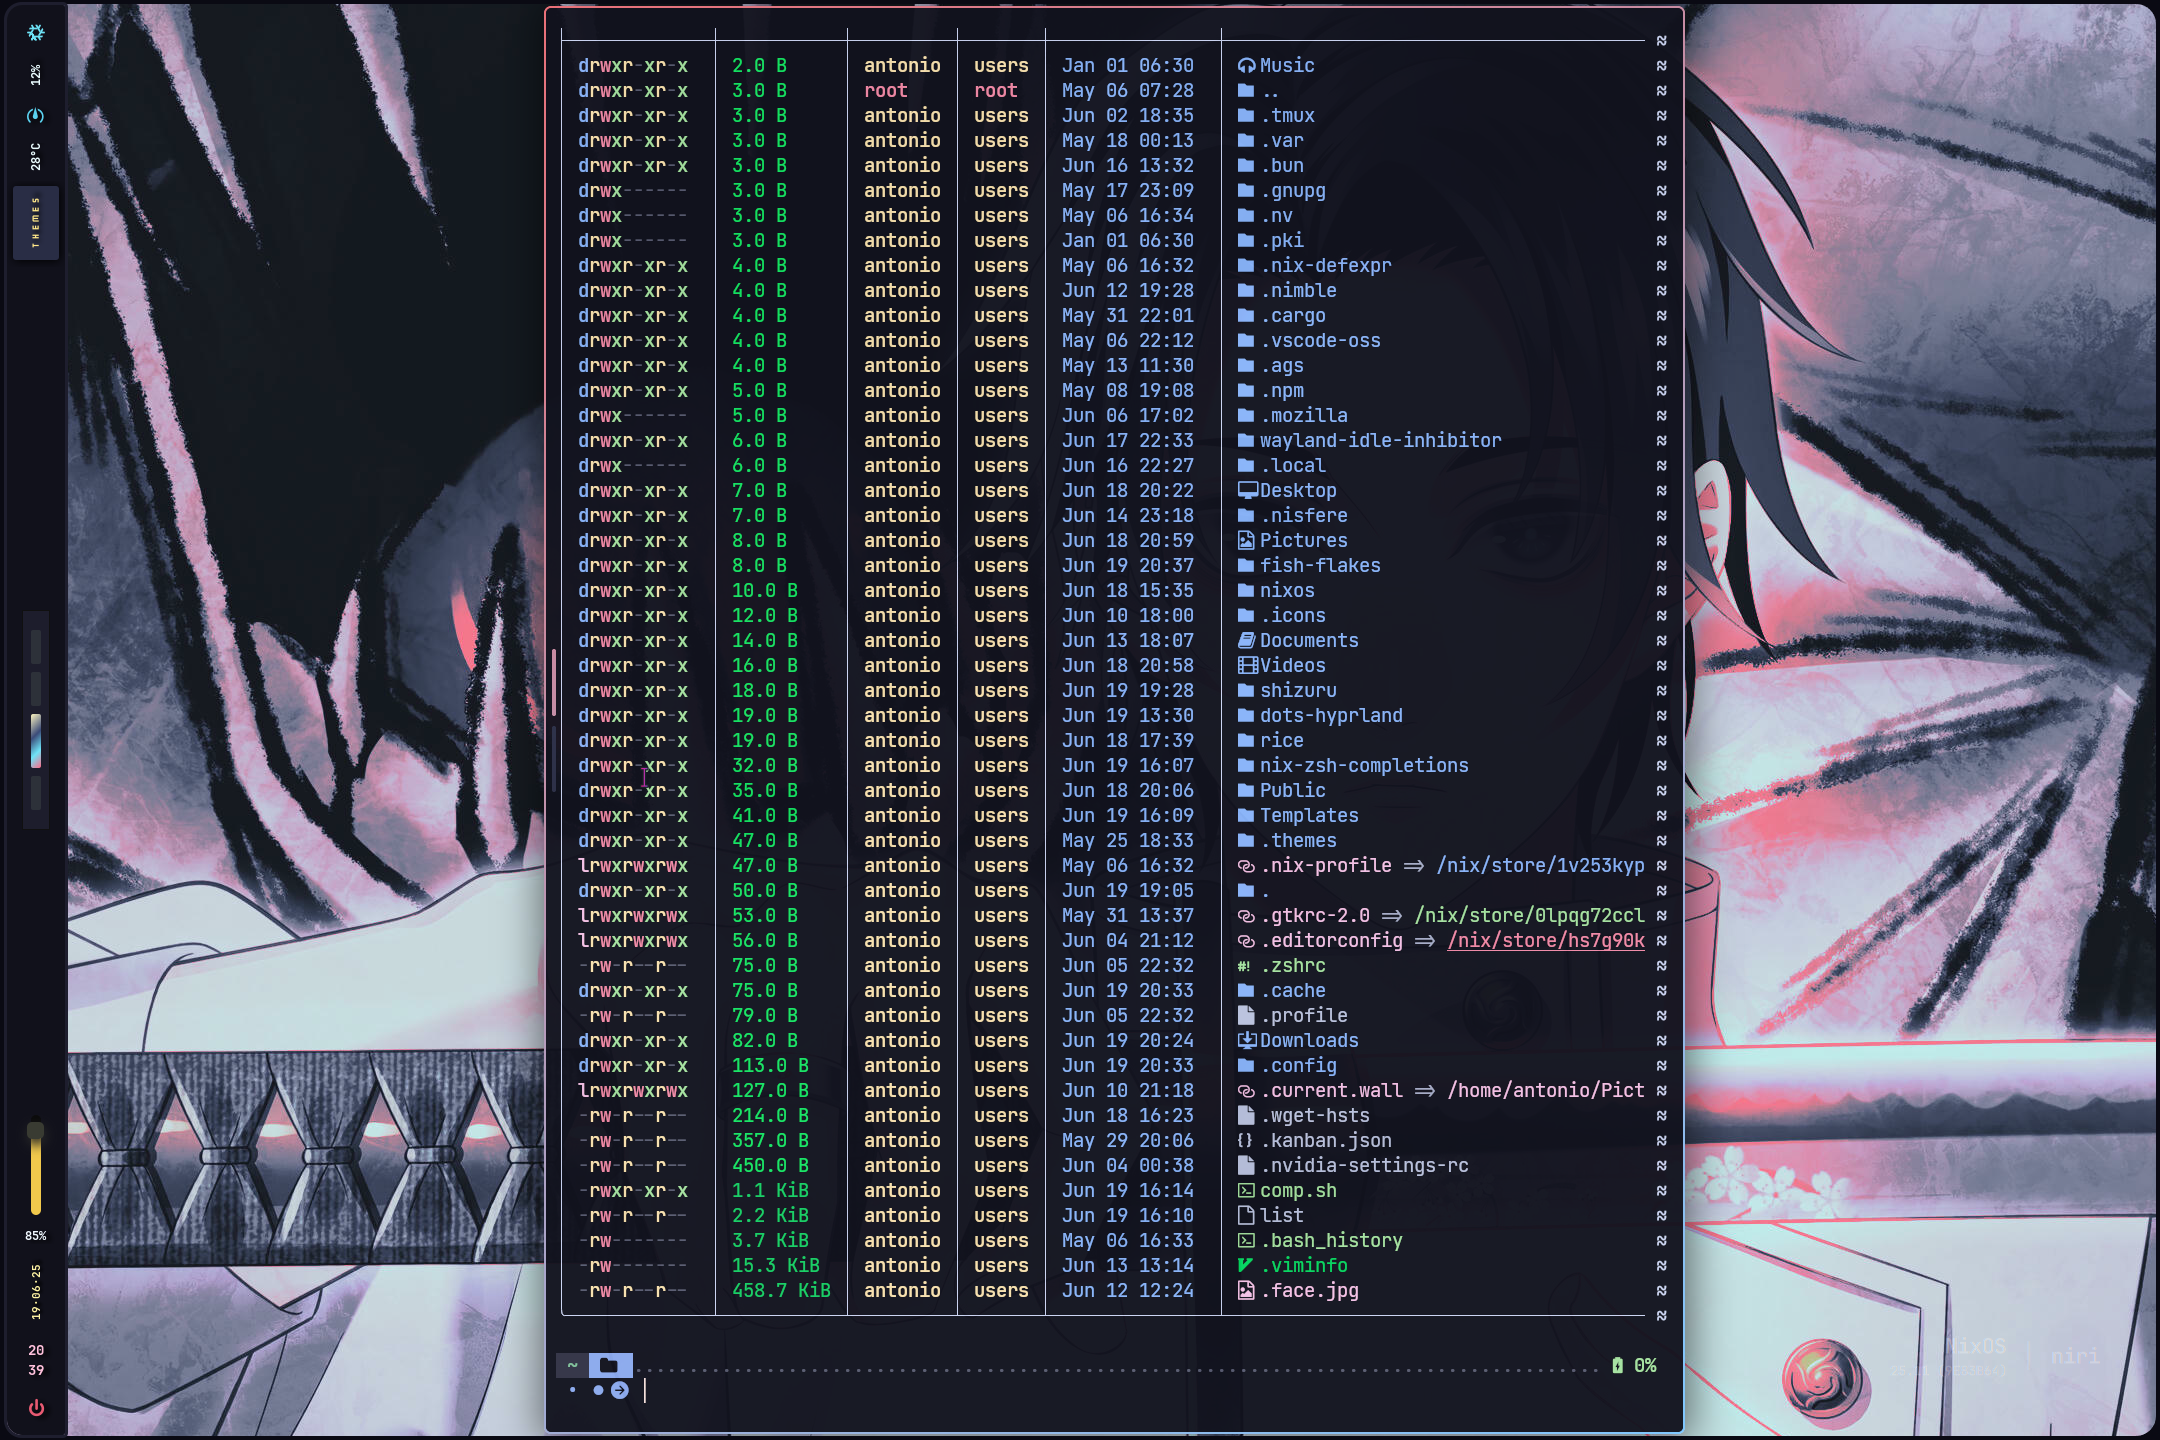 12%
28°C
THEMES
drwxr-xr-x 2.0 B antonio users Jan 01 06:30 Music ≈
drwxr-xr-x 3.0 B root root May 06 07:28 .. ≈
drwxr-xr-x 3.0 B antonio users Jun 02 18:35 .tmux ≈
drwxr-xr-x 3.0 B antonio users May 18 00:13 .var ≈
drwxr-xr-x 3.0 B antonio users Jun 16 13:32 .bun ≈
drwx------ 3.0 B antonio users May 17 23:09 .gnupg ≈
drwx------ 3.0 B antonio users May 06 16:34 .nv ≈
drwx------ 3.0 B antonio users Jan 01 06:30 .pki ≈
drwxr-xr-x 4.0 B antonio users May 06 16:32 .nix-defexpr ≈
drwxr-xr-x 4.0 B antonio users Jun 12 19:28 .nimble ≈
drwxr-xr-x 4.0 B antonio users May 31 22:01 .cargo ≈
drwxr-xr-x 4.0 B antonio users May 06 22:12 .vscode-oss ≈
drwxr-xr-x 4.0 B antonio users May 13 11:30 .ags ≈
drwxr-xr-x 5.0 B antonio users May 08 19:08 .npm ≈
drwx------ 5.0 B antonio users Jun 06 17:02 .mozilla ≈
drwxr-xr-x 6.0 B antonio users Jun 17 22:33 wayland-idle-inhibitor ≈
drwx------ 6.0 B antonio users Jun 16 22:27 .local ≈
drwxr-xr-x 7.0 B antonio users Jun 18 20:22 Desktop ≈
drwxr-xr-x 7.0 B antonio users Jun 14 23:18 .nisfere ≈
drwxr-xr-x 8.0 B antonio users Jun 18 20:59 Pictures ≈
drwxr-xr-x 8.0 B antonio users Jun 19 20:37 fish-flakes ≈
drwxr-xr-x 10.0 B antonio users Jun 18 15:35 nixos ≈
drwxr-xr-x 12.0 B antonio users Jun 10 18:00 .icons ≈
drwxr-xr-x 14.0 B antonio users Jun 13 18:07 Documents ≈
drwxr-xr-x 16.0 B antonio users Jun 18 20:58 Videos ≈
drwxr-xr-x 18.0 B antonio users Jun 19 19:28 shizuru ≈
drwxr-xr-x 19.0 B antonio users Jun 19 13:30 dots-hyprland ≈
drwxr-xr-x 19.0 B antonio users Jun 18 17:39 rice ≈
drwxr-xr-x 32.0 B antonio users Jun 19 16:07 nix-zsh-completions ≈
drwxr-xr-x 35.0 B antonio users Jun 18 20:06 Public ≈
drwxr-xr-x 41.0 B antonio users Jun 19 16:09 Templates ≈
drwxr-xr-x 47.0 B antonio users May 25 18:33 .themes ≈
lrwxrwxrwx 47.0 B antonio users May 06 16:32 .nix-profile ⇒ /nix/store/1v253kyp ≈
drwxr-xr-x 50.0 B antonio users Jun 19 19:05 . ≈
lrwxrwxrwx 53.0 B antonio users May 31 13:37 .gtkrc-2.0 ⇒ /nix/store/0lpqg72ccl ≈
lrwxrwxrwx 56.0 B antonio users Jun 04 21:12 .editorconfig ⇒ /nix/store/hs7g90k ≈
-rw-r--r-- 75.0 B antonio users Jun 05 22:32 #! .zshrc ≈
drwxr-xr-x 75.0 B antonio users Jun 19 20:33 .cache ≈
-rw-r--r-- 79.0 B antonio users Jun 05 22:32 .profile ≈
drwxr-xr-x 82.0 B antonio users Jun 19 20:24 Downloads ≈
drwxr-xr-x 113.0 B antonio users Jun 19 20:33 .config ≈
lrwxrwxrwx 127.0 B antonio users Jun 10 21:18 .current.wall ⇒ /home/antonio/Pict ≈
-rw-r--r-- 214.0 B antonio users Jun 18 16:23 .wget-hsts ≈
-rw-r--r-- 357.0 B antonio users May 29 20:06 {} .kanban.json ≈
-rw-r--r-- 450.0 B antonio users Jun 04 00:38 .nvidia-settings-rc ≈
-rwxr-xr-x 1.1 KiB antonio users Jun 19 16:14 comp.sh ≈
-rw-r--r-- 2.2 KiB antonio users Jun 19 16:10 list ≈
-rw------- 3.7 KiB antonio users May 06 16:33 .bash_history ≈
-rw------- 15.3 KiB antonio users Jun 13 13:14 .viminfo ≈
-rw-r--r-- 458.7 KiB antonio users Jun 12 12:24 .face.jpg ≈
~ 0%
85%
19·06·25
20
39
NixOS
niri